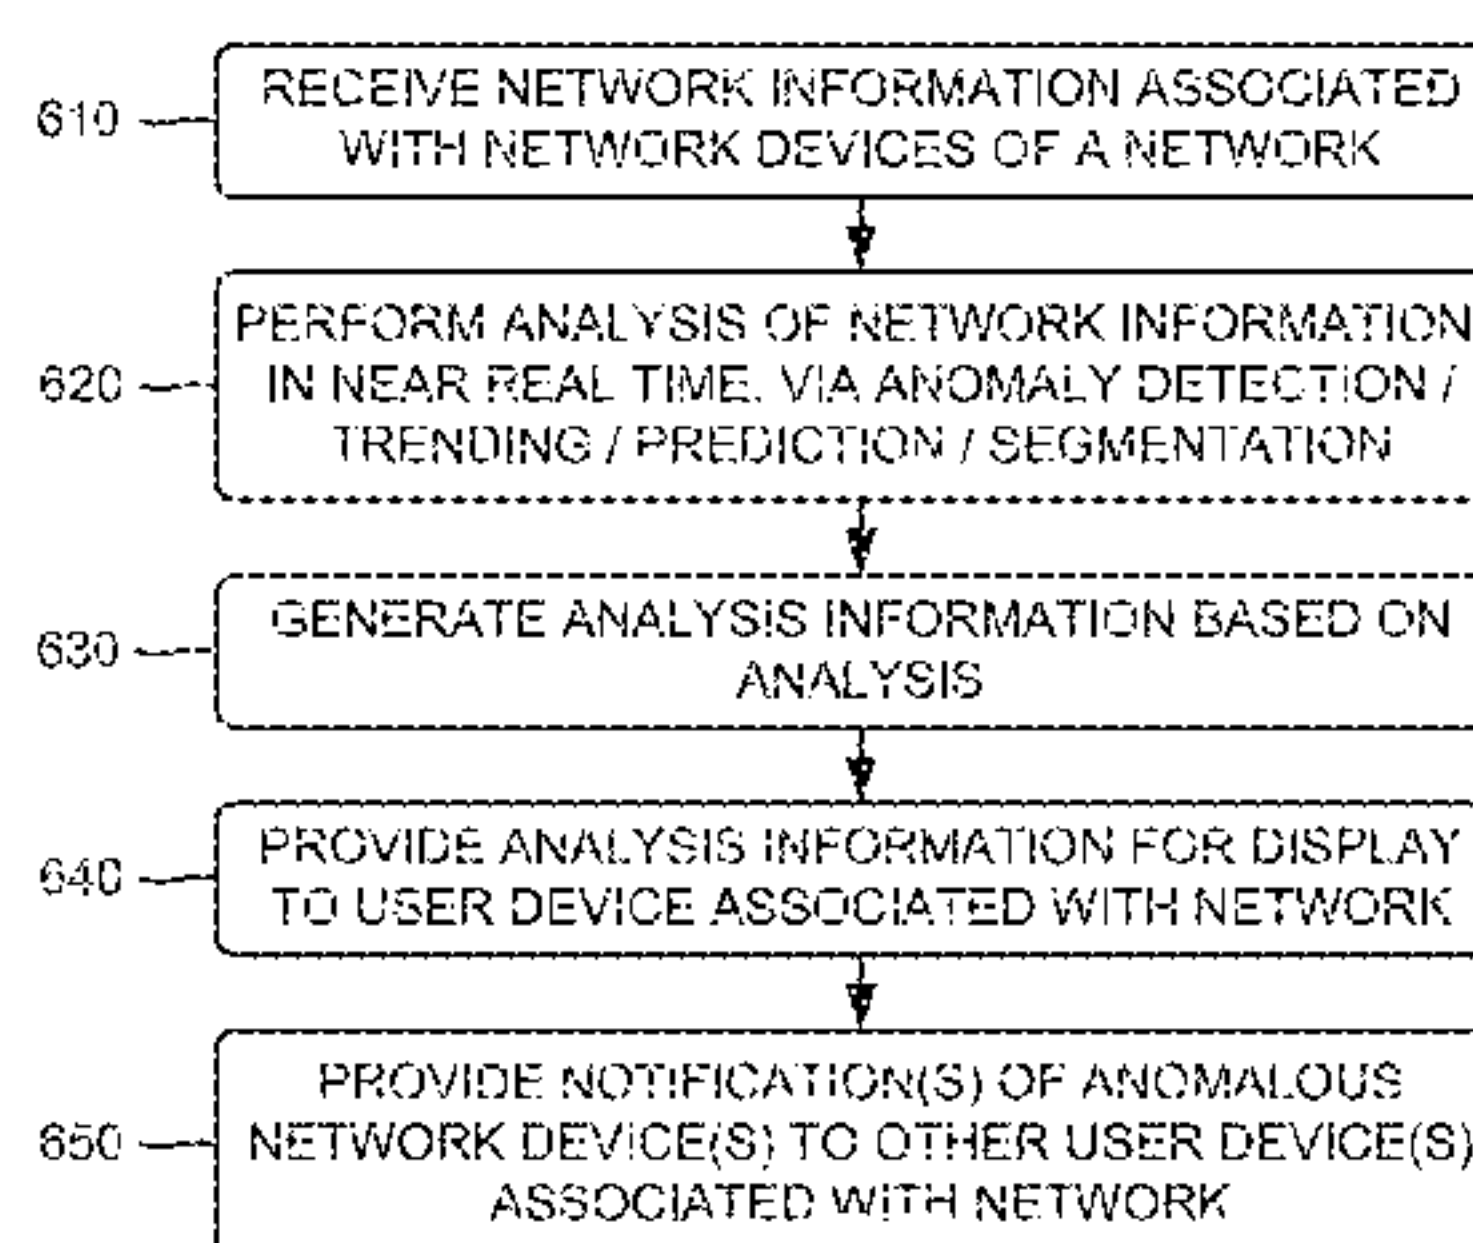 610
RECEIVE NETWORK INFORMATION ASSOCIATED
WITH NETWORK DEVICES OF A NETWORK
620
PERFORM ANALYSIS OF NETWORK INFORMATION
IN NEAR REAL TIME, VIA ANOMALY DETECTION /
TRENDING / PREDICTION / SEGMENTATION
630
GENERATE ANALYSIS INFORMATION BASED ON
ANALYSIS
640
PROVIDE ANALYSIS INFORMATION FOR DISPLAY
TO USER DEVICE ASSOCIATED WITH NETWORK
650
PROVIDE NOTIFICATION(S) OF ANOMALOUS
NETWORK DEVICE(S) TO OTHER USER DEVICE(S)
ASSOCIATED WITH NETWORK